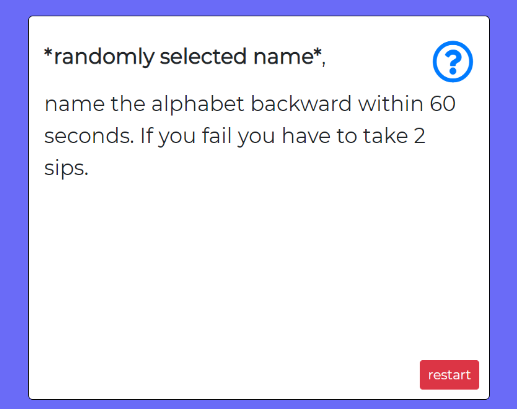 *randomly selected name*,
?
name the alphabet backward within 60
seconds. If you fail you have to take 2
sips.
restart